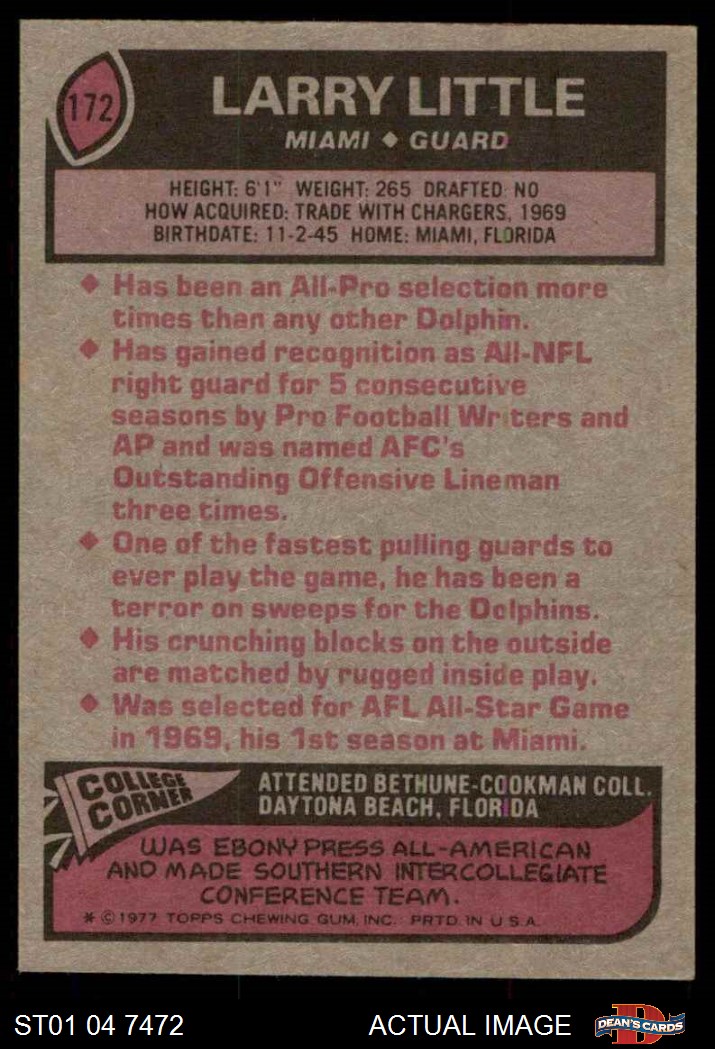 172
LARRY LITTLE
MIAMI ◆ GUARD
HEIGHT: 6'1" WEIGHT: 265 DRAFTED: NO
HOW ACQUIRED: TRADE WITH CHARGERS, 1969
BIRTHDATE: 11-2-45 HOME: MIAMI, FLORIDA
◆ Has been an All-Pro selection more
times than any other Dolphin.
◆ Has gained recognition as All-NFL
right guard for 5 consecutive
seasons by Pro Football Writers and
AP and was named AFC's
Outstanding Offensive Lineman
three times.
◆ One of the fastest pulling guards to
ever play the game, he has been a
terror on sweeps for the Dolphins.
◆ His crunching blocks on the outside
are matched by rugged inside play.
◆ Was selected for AFL All-Star Game
in 1969, his 1st season at Miami.
COLLEGE
CORNER
ATTENDED BETHUNE-COOKMAN COLL.
DAYTONA BEACH, FLORIDA
WAS EBONY PRESS ALL-AMERICAN
AND MADE SOUTHERN INTERCOLLEGIATE
CONFERENCE TEAM.
* © 1977 TOPPS CHEWING GUM, INC. PRTD. IN U.S.A.
ST01 04 7472
ACTUAL IMAGE
D
DEAN'S CARDS